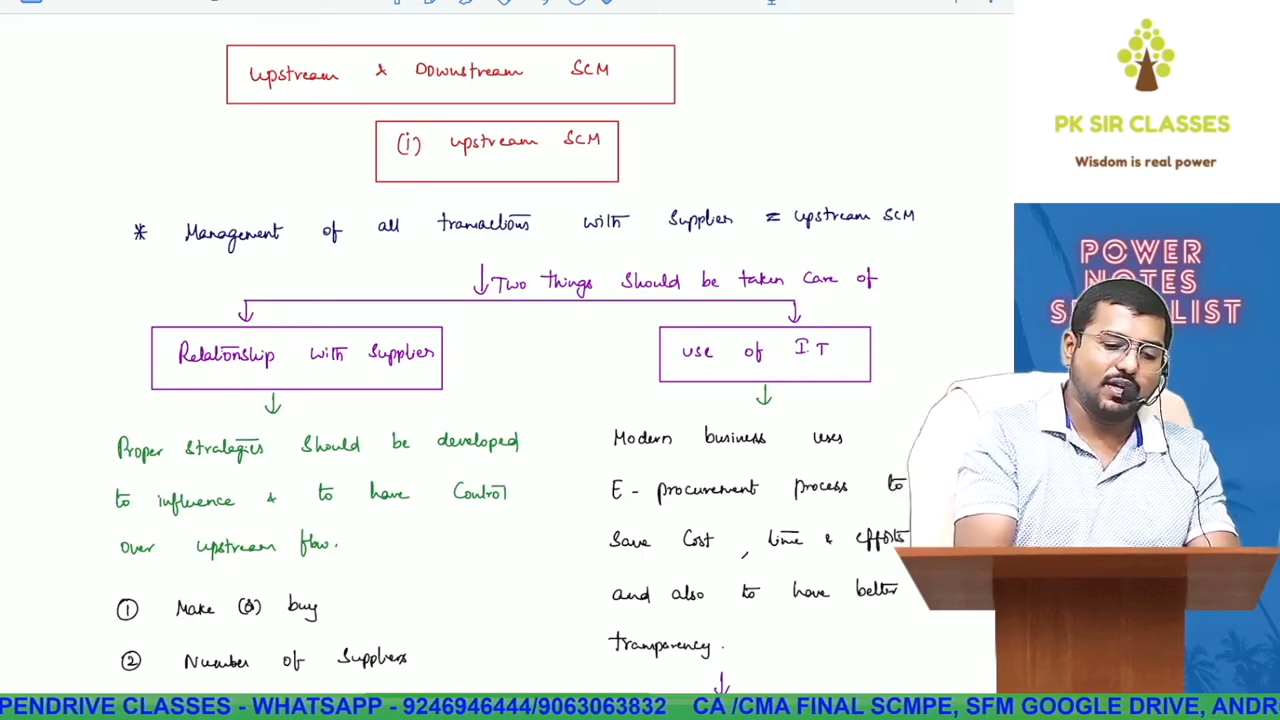 Upstream & Downstream SCM
(i) Upstream SCM
* Management of all transactions with Supplier = Upstream SCM
Two things Should be taken Care of
Relationship with Supplier
use of I.T
Proper Strategies Should be developed
to influence & to have Control
over upstream flow.
① Make (or) buy
② Number of Suppliers
Modern business uses
E-procurement process to
Save Cost, time & efforts
and also to have better
transparency.
PK SIR CLASSES
Wisdom is real power
POWER
NOTES
PENDRIVE CLASSES - WHATSAPP - 9246946444/9063063832 CA /CMA FINAL SCMPE, SFM GOOGLE DRIVE, ANDR